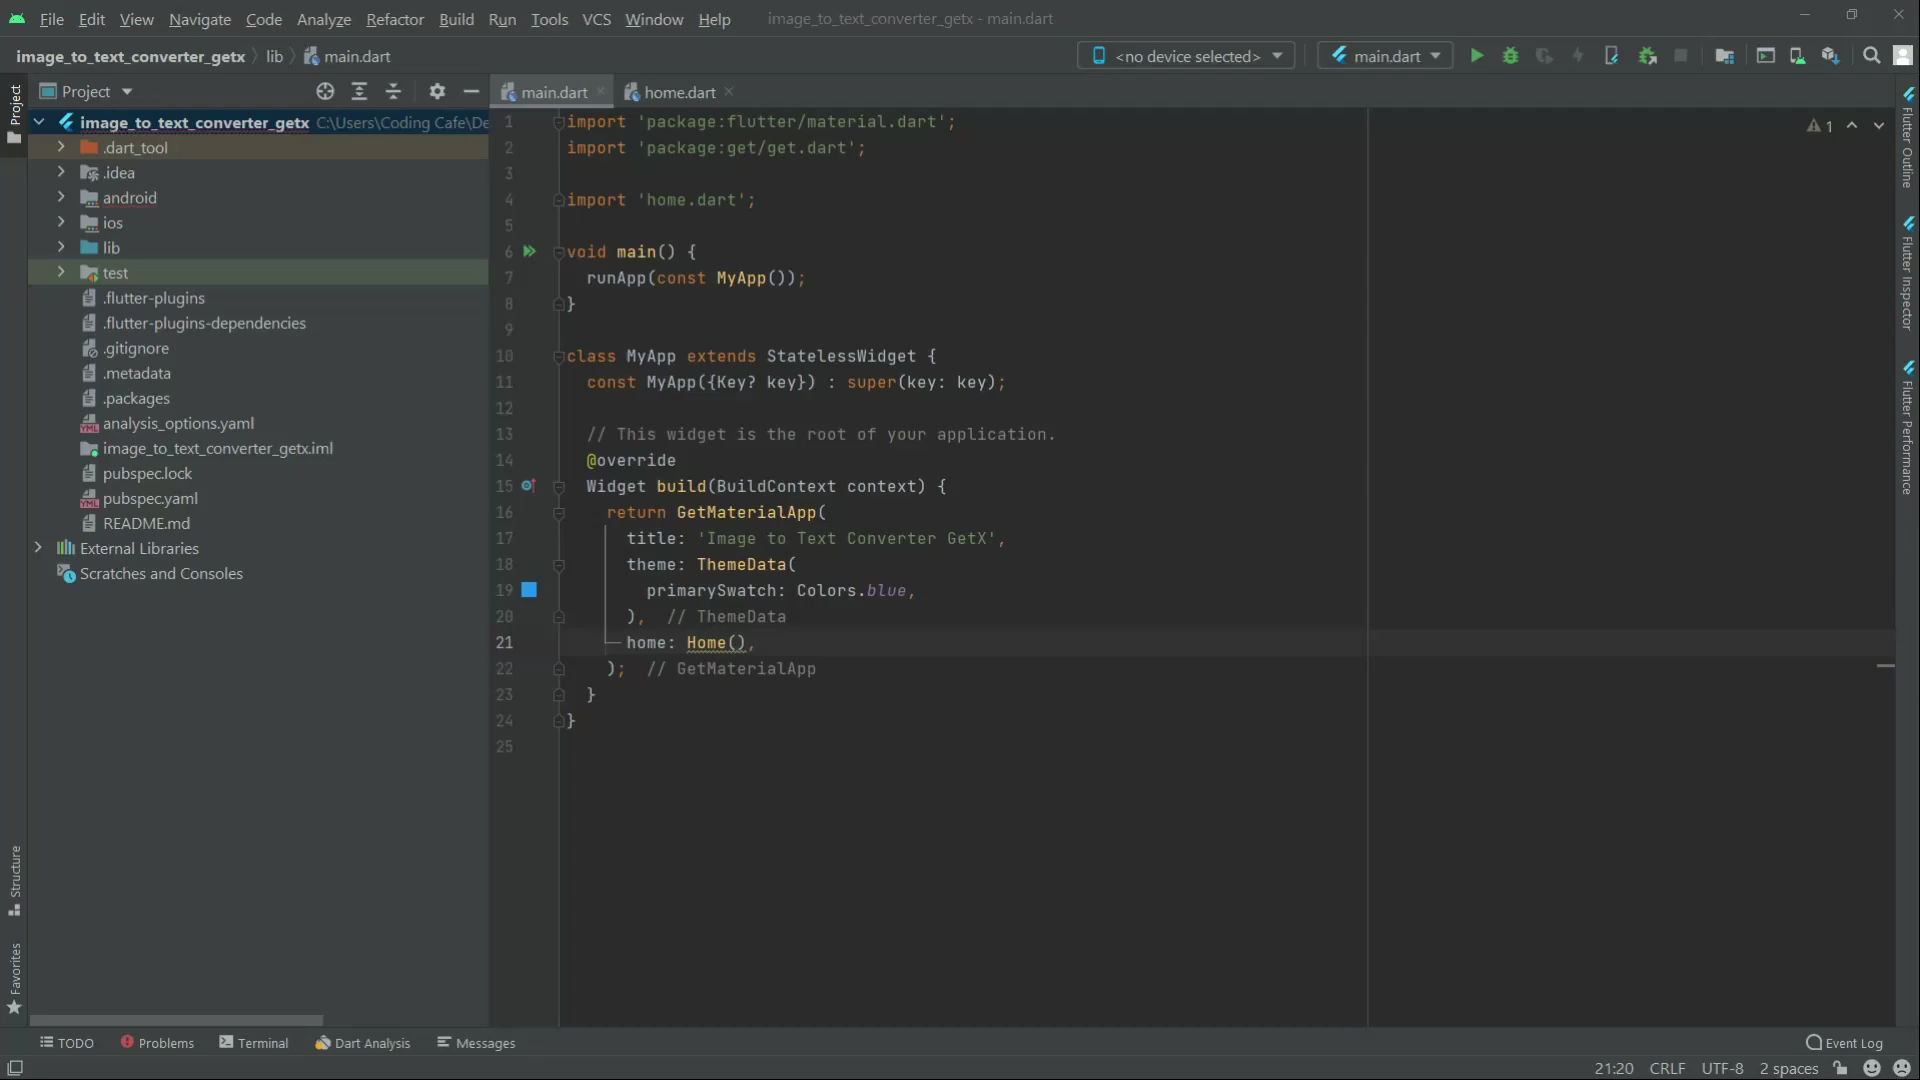 File Edit View Navigate Code Analyze Refactor Build Run Tools VCS Window Help image_to_text_converter_getx - main.dart
image_to_text_converter_getx lib main.dart <no device selected> main.dart
Project
Project
main.dart home.dart
image_to_text_converter_getx C:\Users\Coding Cafe\De
.dart_tool
.idea
android
ios
lib
test
.flutter-plugins
.flutter-plugins-dependencies
.gitignore
.metadata
.packages
analysis_options.yaml
image_to_text_converter_getx.iml
pubspec.lock
pubspec.yaml
README.md
External Libraries
Scratches and Consoles
1 import 'package:flutter/material.dart';
2 import 'package:get/get.dart';
3
4 import 'home.dart';
5
6 void main() {
7 runApp(const MyApp());
8 }
9
10 class MyApp extends StatelessWidget {
11 const MyApp({Key? key}) : super(key: key);
12
13 // This widget is the root of your application.
14 @override
15 Widget build(BuildContext context) {
16 return GetMaterialApp(
17 title: 'Image to Text Converter GetX',
18 theme: ThemeData(
19 primarySwatch: Colors.blue,
20 ), // ThemeData
21 home: Home(),
22 ); // GetMaterialApp
23 }
24 }
25
1
Flutter Outline
Flutter Inspector
Flutter Performance
Structure
Favorites
TODO Problems Terminal Dart Analysis Messages Event Log
21:20 CRLF UTF-8 2 spaces